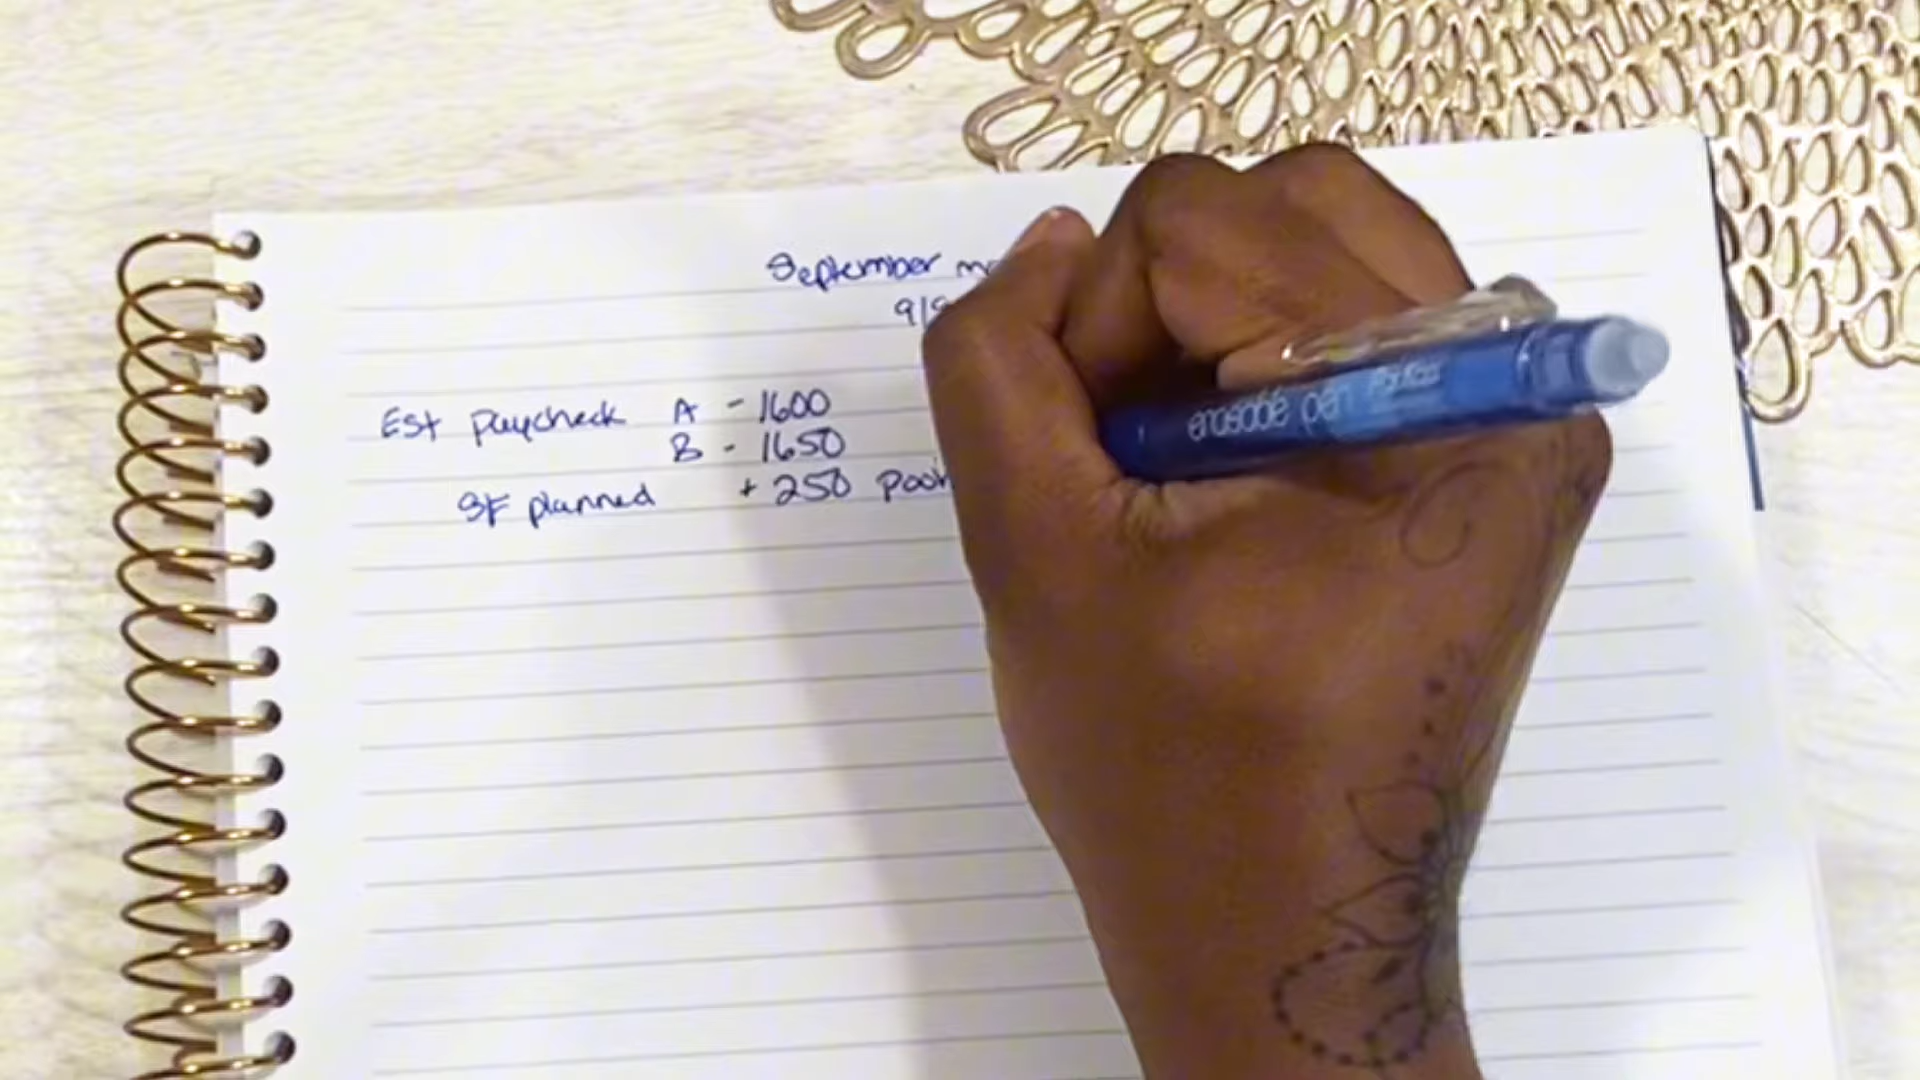 September
Est paycheck A - 1600
B - 1650
SF planned + 250
erasable pen